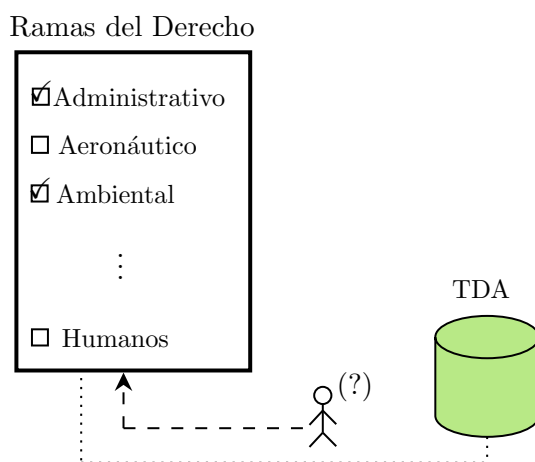 Ramas del Derecho
Administrativo
Aeronáutico
Ambiental
⋮
Humanos
TDA
(?)